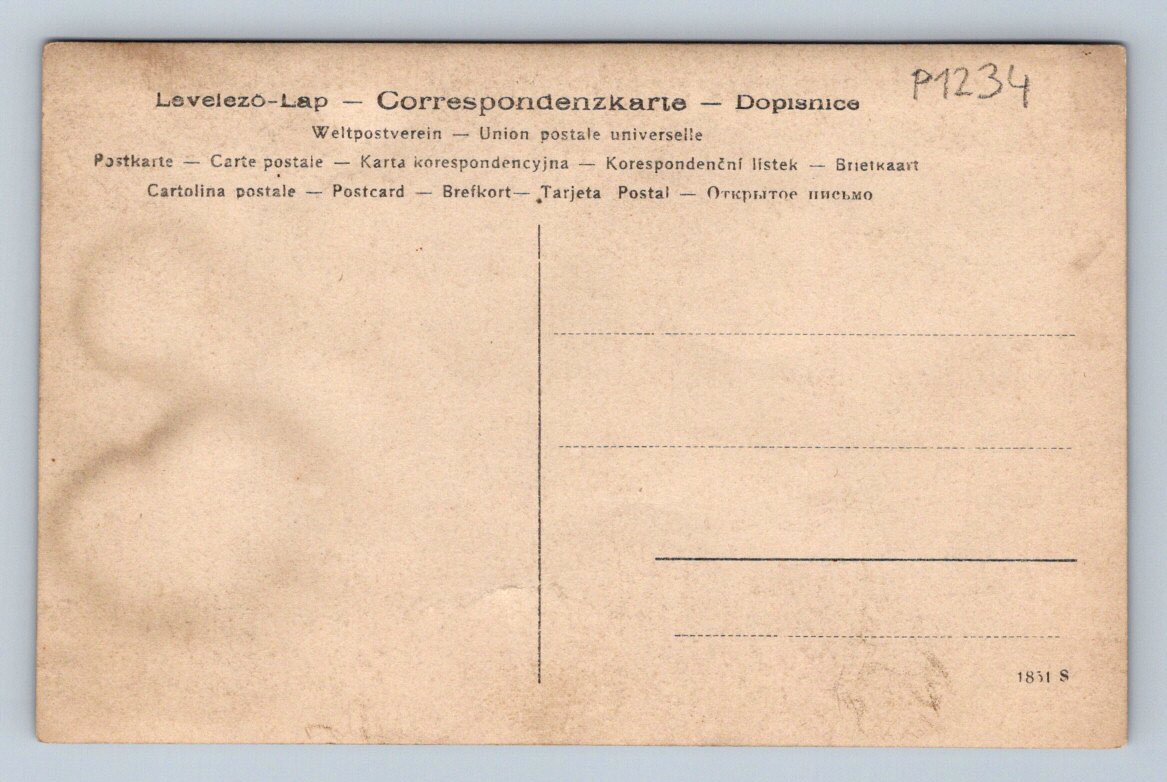 P1234
Levelező-Lap — Correspondenzkarte — Dopisnice
Weltpostverein — Union postale universelle
Postkarte — Carte postale — Karta korespondencyjna — Korespondenční lístek — Briefkaart
Cartolina postale — Postcard — Brefkort — Tarjeta Postal — Открытое письмо
1831 S